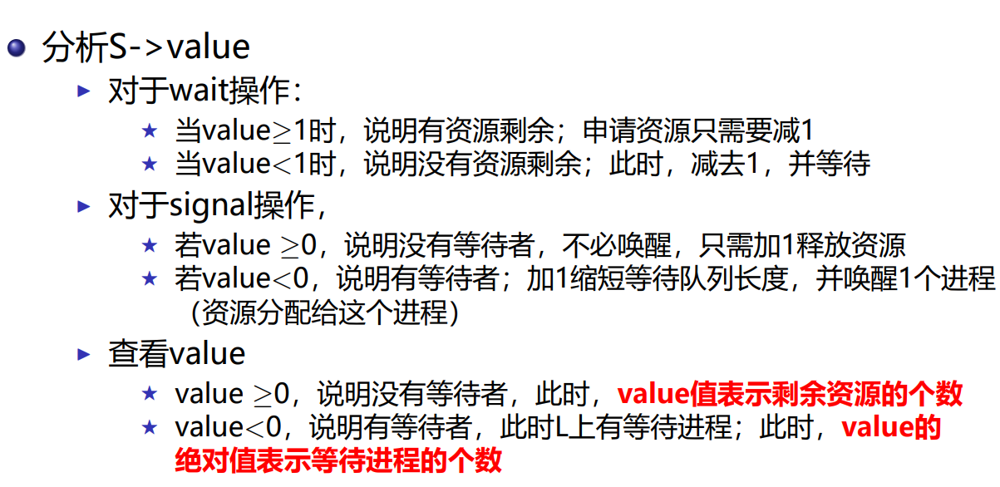 分析S->value
对于wait操作：
当value≥1时，说明有资源剩余；申请资源只需要减1
当value<1时，说明没有资源剩余；此时，减去1，并等待
对于signal操作，
若value ≥0，说明没有等待者，不必唤醒，只需加1释放资源
若value<0，说明有等待者；加1缩短等待队列长度，并唤醒1个进程
（资源分配给这个进程）
查看value
value ≥0，说明没有等待者，此时，value值表示剩余资源的个数
value<0，说明有等待者，此时L上有等待进程；此时，value的
绝对值表示等待进程的个数